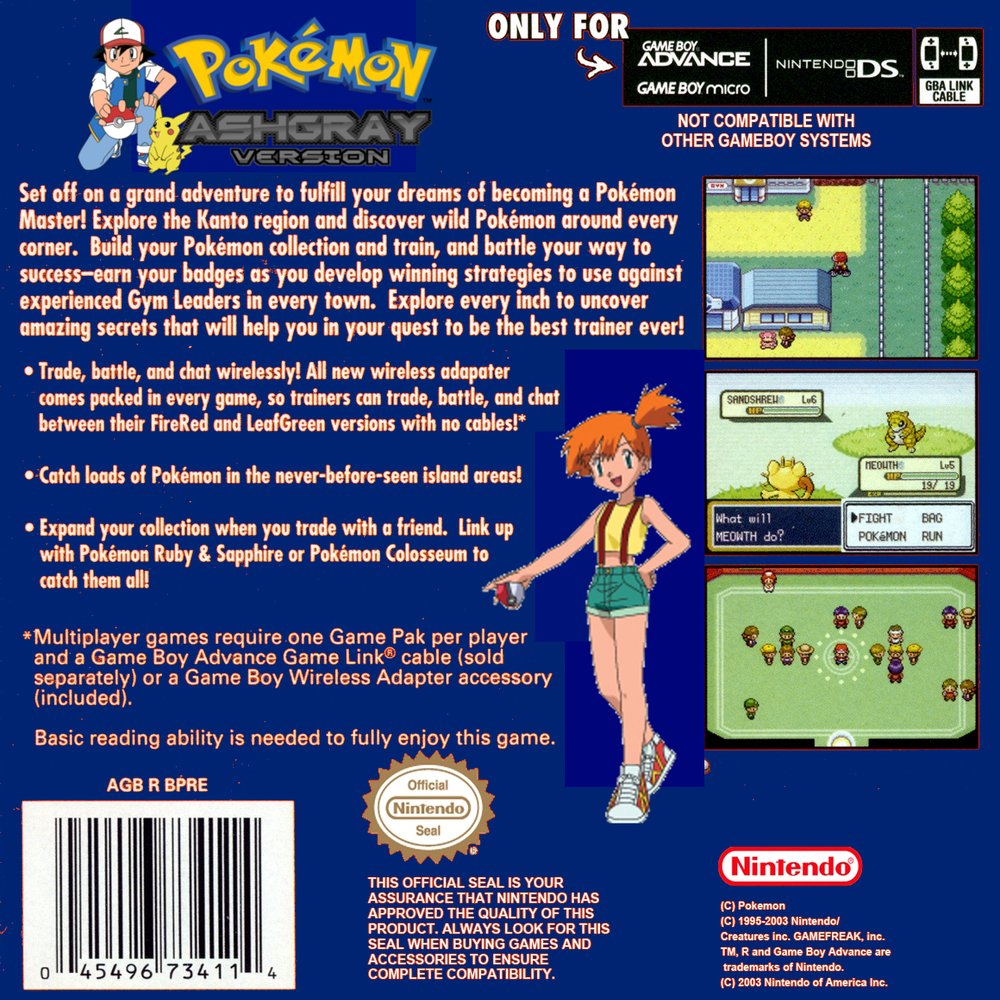 POKéMON
ASHGRAY
VERSION
ONLY FOR
GAME BOY
ADVANCE
GAME BOY micro
NINTENDO DS
GBA LINK
CABLE
NOT COMPATIBLE WITH
OTHER GAMEBOY SYSTEMS
Set off on a grand adventure to fulfill your dreams of becoming a Pokémon
Master! Explore the Kanto region and discover wild Pokémon around every
corner. Build your Pokémon collection and train, and battle your way to
success—earn your badges as you develop winning strategies to use against
experienced Gym Leaders in every town. Explore every inch to uncover
amazing secrets that will help you in your quest to be the best trainer ever!
• Trade, battle, and chat wirelessly! All new wireless adapater
comes packed in every game, so trainers can trade, battle, and chat
between their FireRed and LeafGreen versions with no cables!*
• Catch loads of Pokémon in the never-before-seen island areas!
• Expand your collection when you trade with a friend. Link up
with Pokémon Ruby & Sapphire or Pokémon Colosseum to
catch them all!
*Multiplayer games require one Game Pak per player
and a Game Boy Advance Game Link® cable (sold
separately) or a Game Boy Wireless Adapter accessory
(included).
Basic reading ability is needed to fully enjoy this game.
GYM
SANDSHREW Lv6
HP
MEOWTH Lv5
HP
19/ 19
EXP
What will
MEOWTH do?
▶FIGHT BAG
POKéMON RUN
AGB R BPRE
0 45496 73411 4
Official
Nintendo
Seal
THIS OFFICIAL SEAL IS YOUR
ASSURANCE THAT NINTENDO HAS
APPROVED THE QUALITY OF THIS
PRODUCT. ALWAYS LOOK FOR THIS
SEAL WHEN BUYING GAMES AND
ACCESSORIES TO ENSURE
COMPLETE COMPATIBILITY.
Nintendo®
(C) Pokemon
(C) 1995-2003 Nintendo/
Creatures inc. GAMEFREAK, inc.
TM, R and Game Boy Advance are
trademarks of Nintendo.
(C) 2003 Nintendo of America Inc.